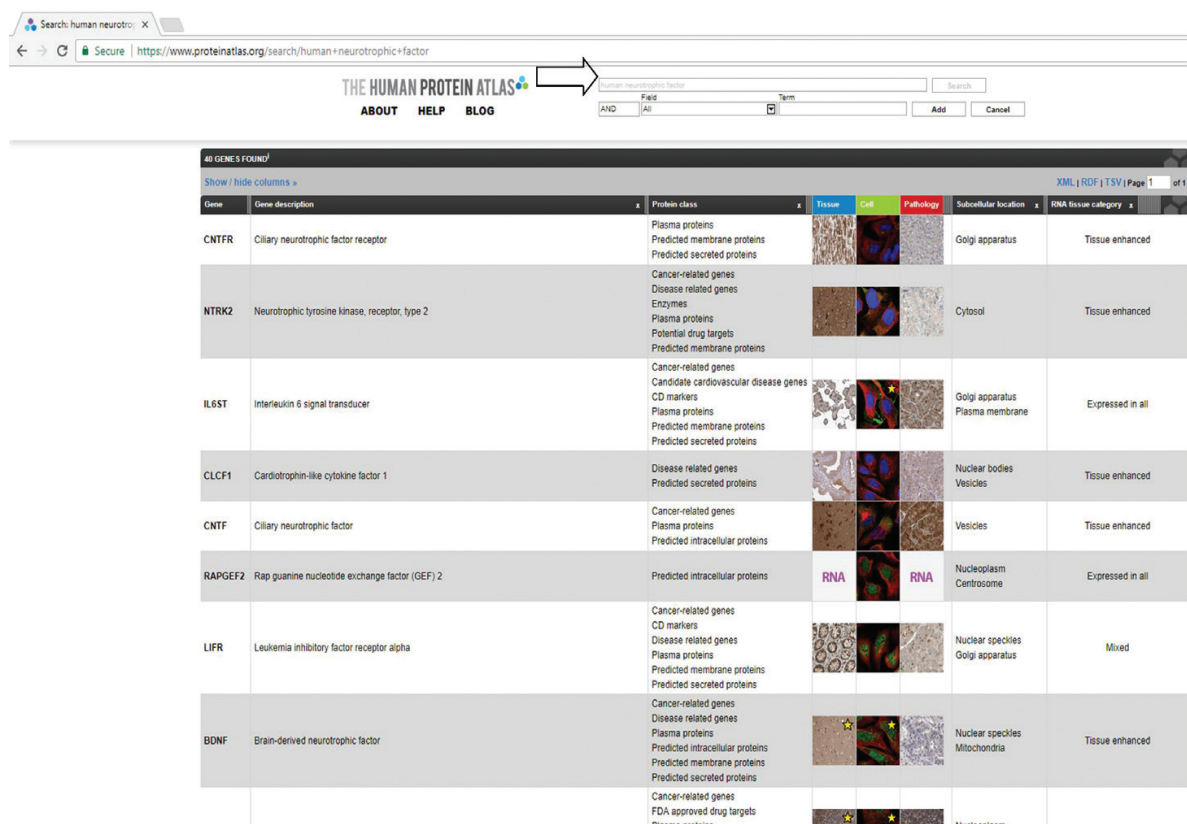 Search: human neurotro X
Secure | https://www.proteinatlas.org/search/human+neurotrophic+factor
THE HUMAN PROTEIN ATLAS
human neurotrophic factor Search
Field Term
AND All Add Cancel
ABOUT HELP BLOG
40 GENES FOUND i
Show / hide columns »
XML | RDF | TSV | Page 1 of 1
Gene Gene description x Protein class x Tissue Cell Pathology Subcellular location x RNA tissue category x
CNTFR Ciliary neurotrophic factor receptor
Plasma proteins
Predicted membrane proteins
Predicted secreted proteins
Golgi apparatus
Tissue enhanced
NTRK2 Neurotrophic tyrosine kinase, receptor, type 2
Cancer-related genes
Disease related genes
Enzymes
Plasma proteins
Potential drug targets
Predicted membrane proteins
Cytosol
Tissue enhanced
IL6ST Interleukin 6 signal transducer
Cancer-related genes
Candidate cardiovascular disease genes
CD markers
Plasma proteins
Predicted membrane proteins
Predicted secreted proteins
Golgi apparatus
Plasma membrane
Expressed in all
CLCF1 Cardiotrophin-like cytokine factor 1
Disease related genes
Predicted secreted proteins
Nuclear bodies
Vesicles
Tissue enhanced
CNTF Ciliary neurotrophic factor
Cancer-related genes
Plasma proteins
Predicted intracellular proteins
Vesicles
Tissue enhanced
RAPGEF2 Rap guanine nucleotide exchange factor (GEF) 2
Predicted intracellular proteins
RNA RNA
Nucleoplasm
Centrosome
Expressed in all
LIFR Leukemia inhibitory factor receptor alpha
Cancer-related genes
CD markers
Disease related genes
Plasma proteins
Predicted membrane proteins
Predicted secreted proteins
Nuclear speckles
Golgi apparatus
Mixed
BDNF Brain-derived neurotrophic factor
Cancer-related genes
Disease related genes
Plasma proteins
Predicted intracellular proteins
Predicted membrane proteins
Predicted secreted proteins
Nuclear speckles
Mitochondria
Tissue enhanced
Cancer-related genes
FDA approved drug targets